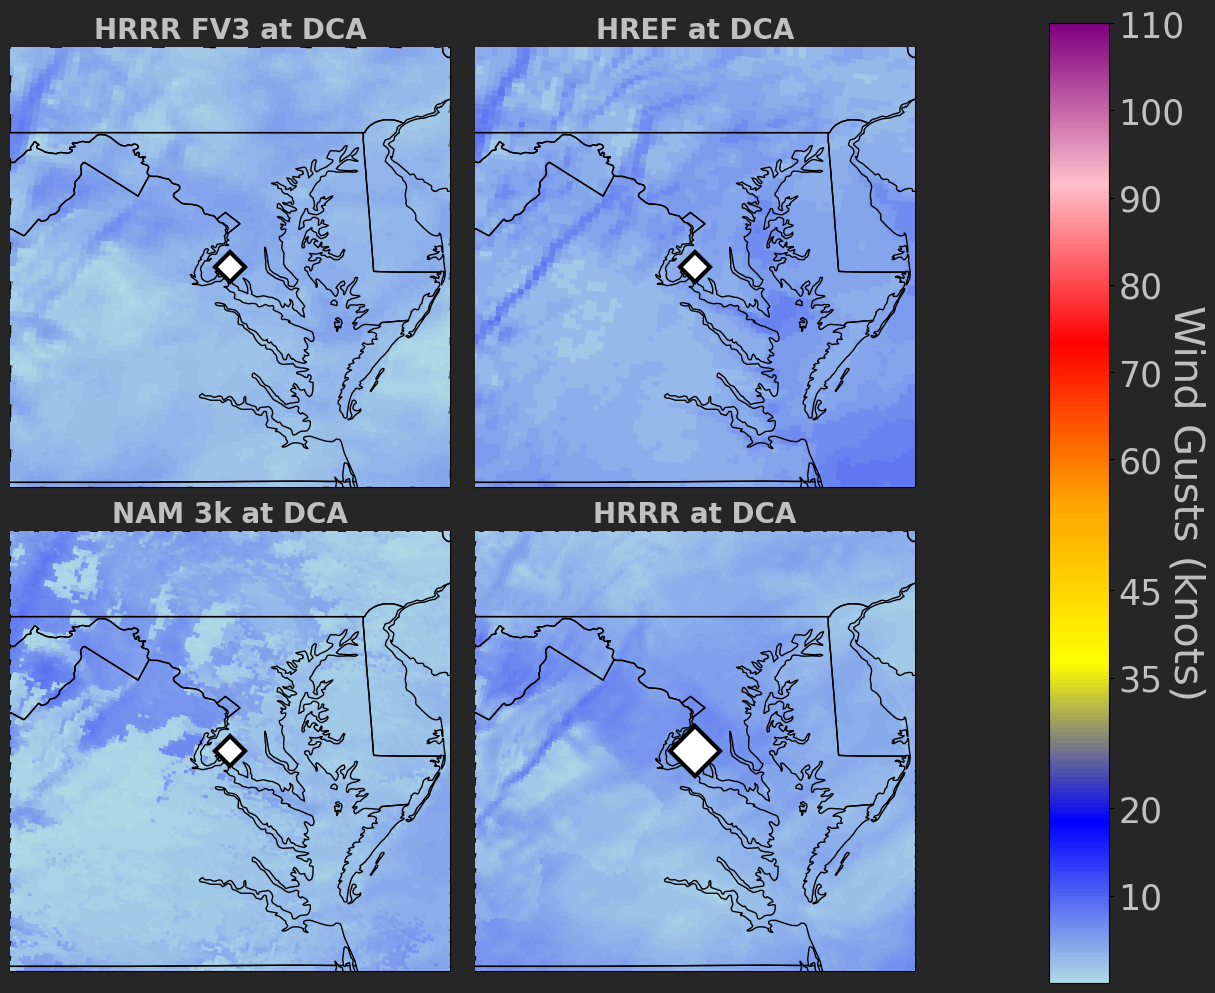 HRRR FV3 at DCA
HREF at DCA
NAM 3k at DCA
HRRR at DCA
110
100
90
80
70
60
45
35
20
10
Wind Gusts (knots)